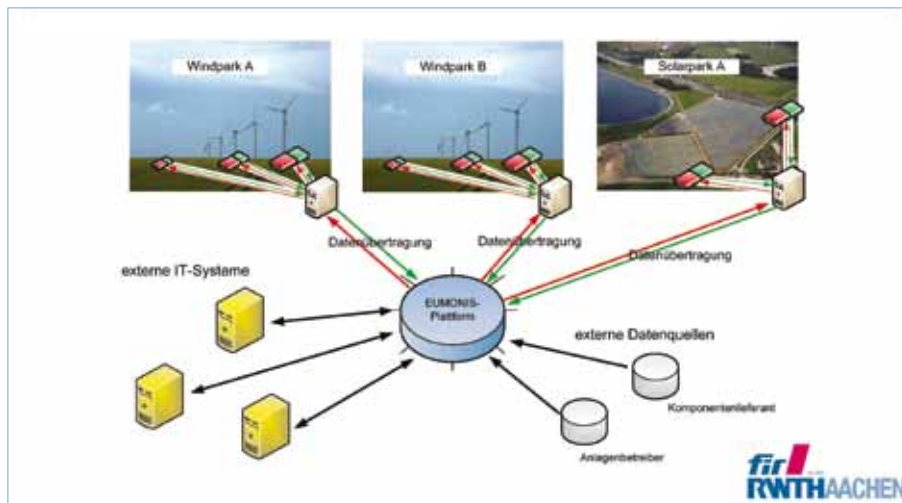 Windpark A
Windpark B
Solarpark A
Datenübertragung
Datenübertragung
Datenübertragung
externe IT-Systeme
EUMONIS-
Plattform
externe Datenquellen
Komponentenlieferant
Anlagenbetreiber
fir
RWTHAACHEN